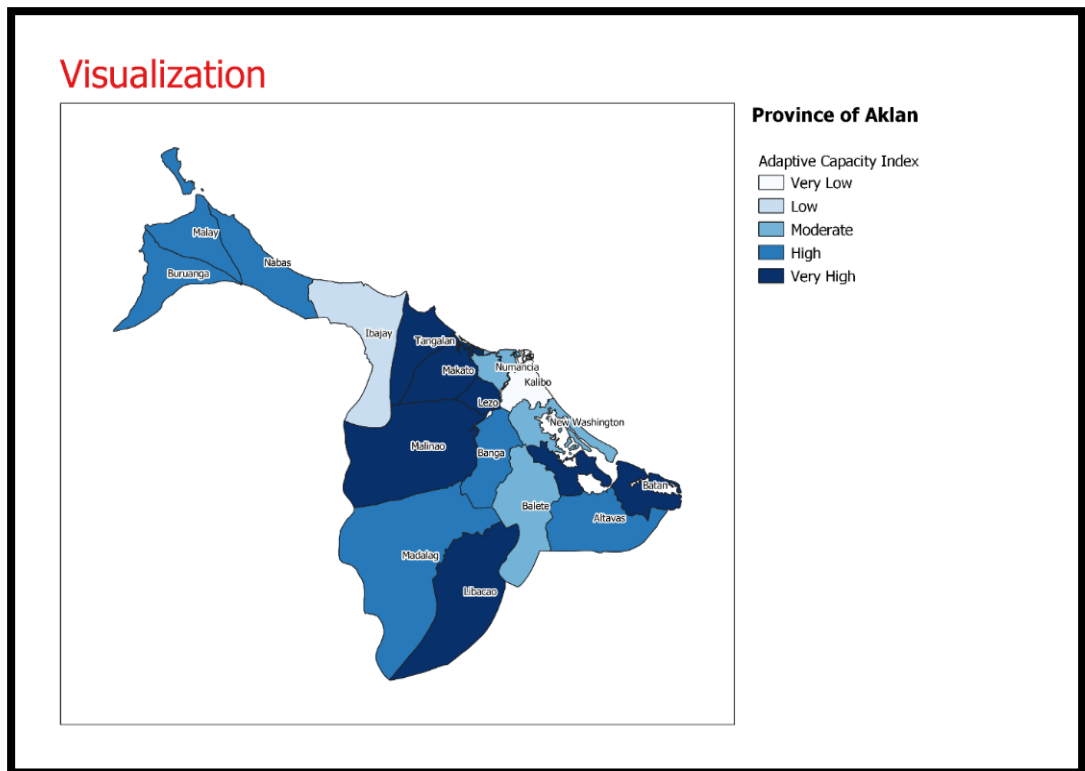 Visualization
Province of Aklan
Adaptive Capacity Index
Very Low
Low
Moderate
High
Very High
Malay
Nabas
Buruanga
Ibajay
Tangalan
Numancia
Makato
Kalibo
Lezo
New Washington
Malinao
Banga
Batan
Balete
Altavas
Madalag
Libacao